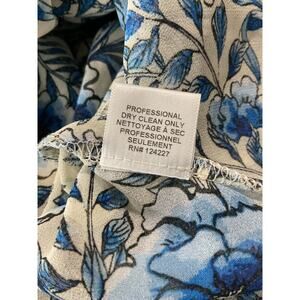 PROFESSIONAL
DRY CLEAN ONLY
NETTOYAGE À SEC
PROFESSIONNEL
SEULEMENT
RN# 124227